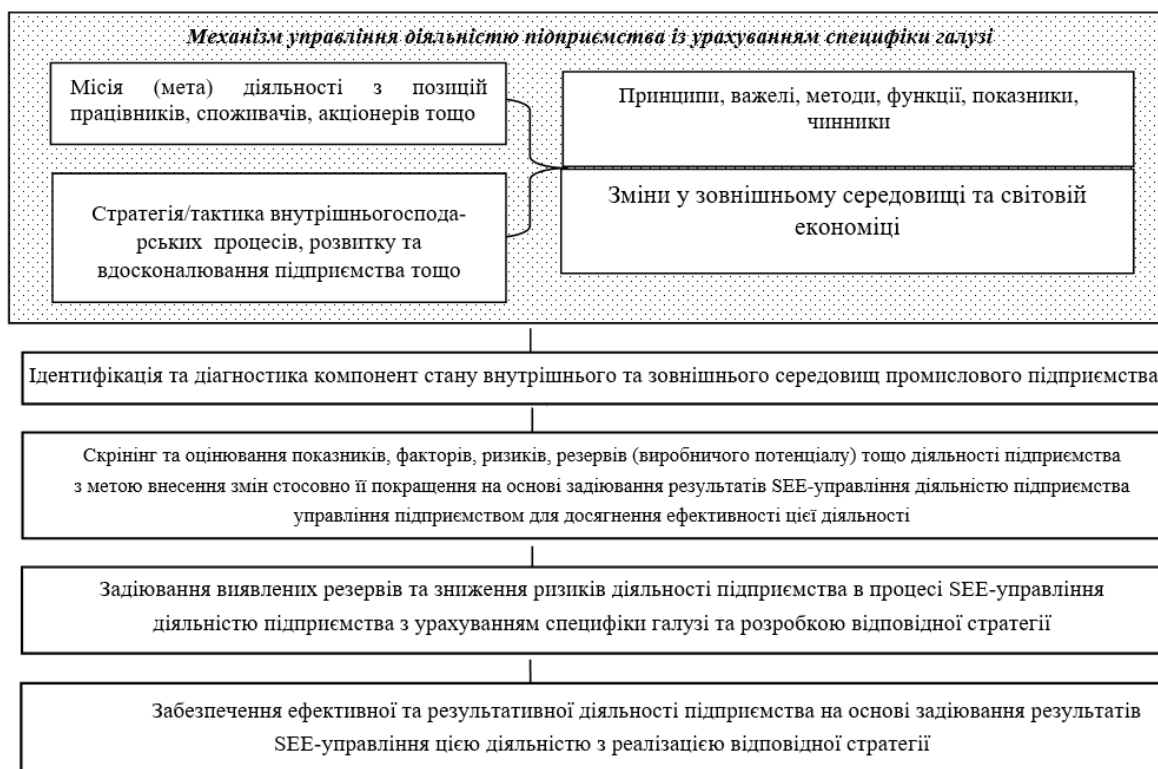 Механізм управління діяльністю підприємства із урахуванням специфіки галузі
Місія (мета) діяльності з позицій
працівників, споживачів, акціонерів тощо
Стратегія/тактика внутрішньогоспода-
рських процесів, розвитку та
вдосконалювання підприємства тощо
Принципи, важелі, методи, функції, показники,
чинники
Зміни у зовнішньому середовищі та світовій
економіці
Ідентифікація та діагностика компонент стану внутрішнього та зовнішнього середовищ промислового підприємства
Скрінінг та оцінювання показників, факторів, ризиків, резервів (виробничого потенціалу) тощо діяльності підприємства
з метою внесення змін стосовно її покращення на основі задіювання результатів SEE-управління діяльністю підприємства
управління підприємством для досягнення ефективності цієї діяльності
Задіювання виявлених резервів та зниження ризиків діяльності підприємства в процесі SEE-управління
діяльністю підприємства з урахуванням специфіки галузі та розробкою відповідної стратегії
Забезпечення ефективної та результативної діяльності підприємства на основі задіювання результатів
SEE-управління цією діяльністю з реалізацією відповідної стратегії